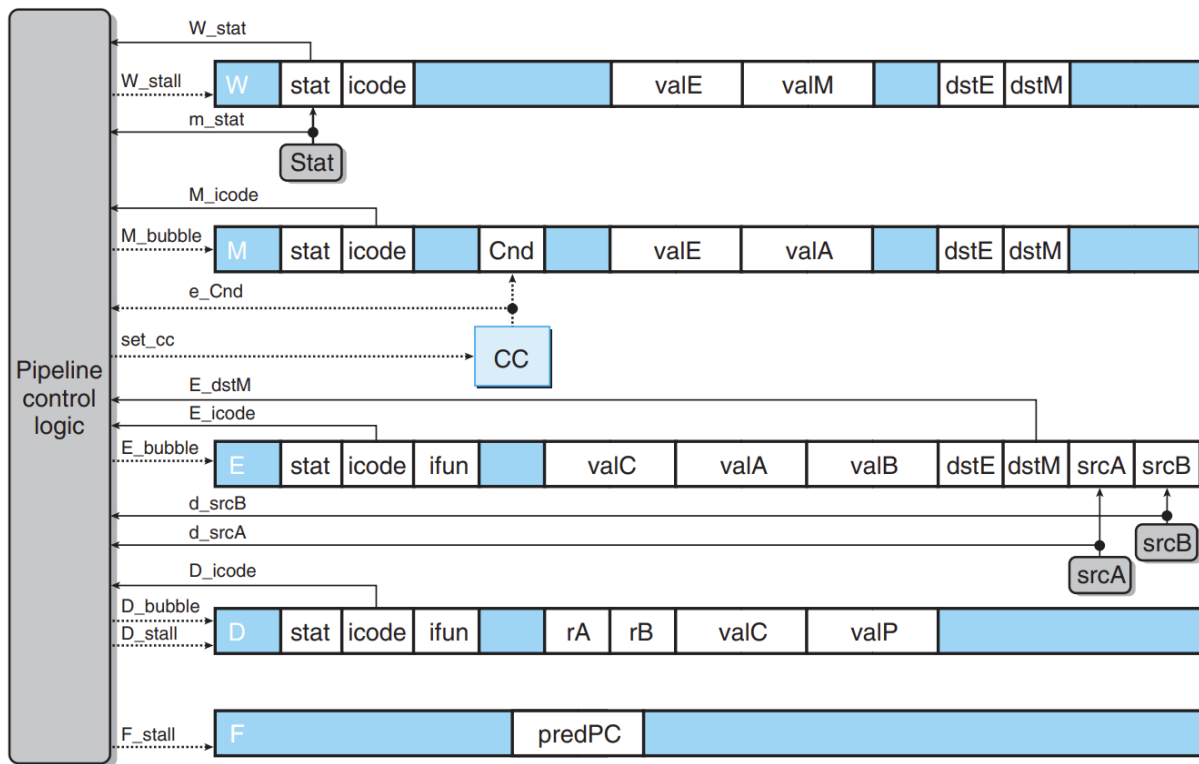 W_stat
W_stall
W stat icode valE valM dstE dstM
m_stat
Stat
M_icode
M_bubble
M stat icode Cnd valE valA dstE dstM
e_Cnd
set_cc
CC
Pipeline
control
logic
E_dstM
E_icode
E_bubble
E stat icode ifun valC valA valB dstE dstM srcA srcB
d_srcB
d_srcA
srcB
srcA
D_icode
D_bubble
D_stall
D stat icode ifun rA rB valC valP
F_stall
F predPC